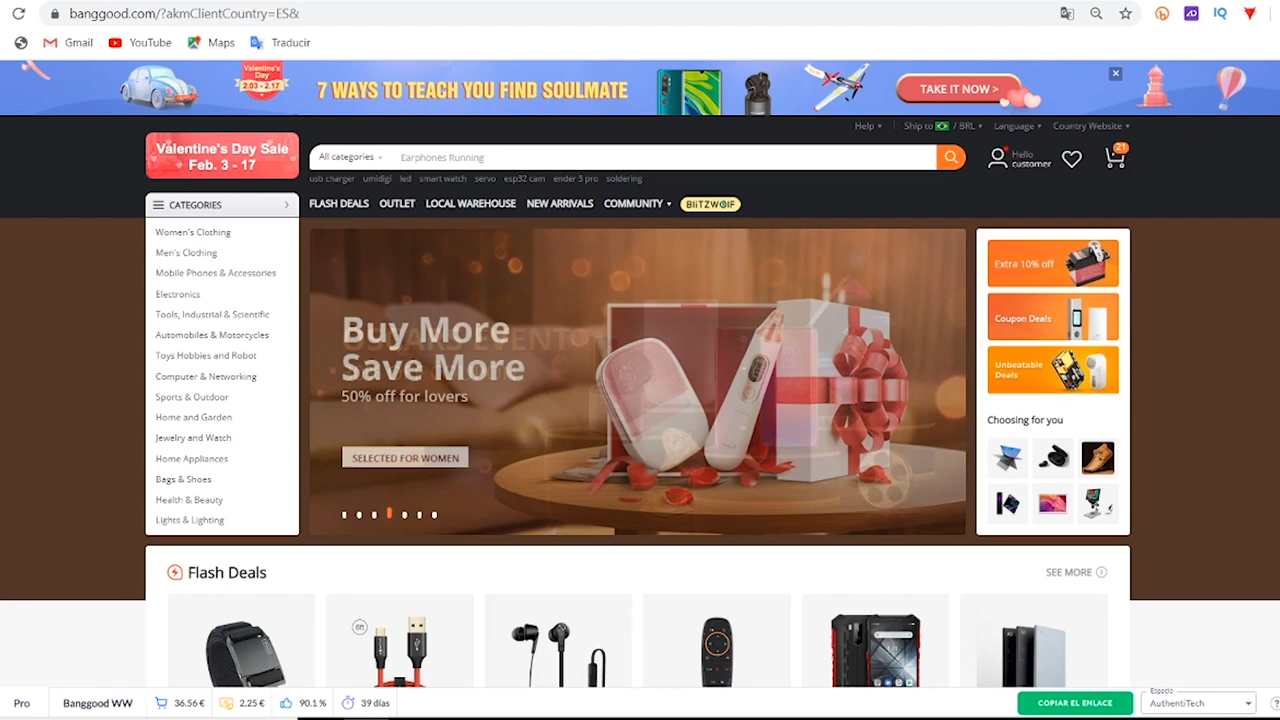 banggood.com/?akmClientCountry=ES&
Gmail YouTube Maps Traducir
Valentine's Day 2.03 - 2.17
7 WAYS TO TEACH YOU FIND SOULMATE
TAKE IT NOW >
Help Ship to / BRL Language Country Website
Valentine's Day Sale
Feb. 3 - 17
All categories Earphones Running
Hello
customer
21
usb charger umidigi led smart watch servo esp32 cam ender 3 pro soldering
CATEGORIES
FLASH DEALS OUTLET LOCAL WAREHOUSE NEW ARRIVALS COMMUNITY BLITZWOLF
Women's Clothing
Men's Clothing
Mobile Phones & Accessories
Electronics
Tools, Industrial & Scientific
Automobiles & Motorcycles
Toys Hobbies and Robot
Computer & Networking
Sports & Outdoor
Home and Garden
Jewelry and Watch
Home Appliances
Bags & Shoes
Health & Beauty
Lights & Lighting
Buy More
Save More
50% off for lovers
SELECTED FOR WOMEN
Extra 10% off
Coupon Deals
Unbeatable
Deals
Choosing for you
Flash Deals
SEE MORE
6ft
Pro Banggood WW 36.56 € 2.25 € 90.1 % 39 días
COPIAR EL ENLACE
Espacio
AuthentiTech